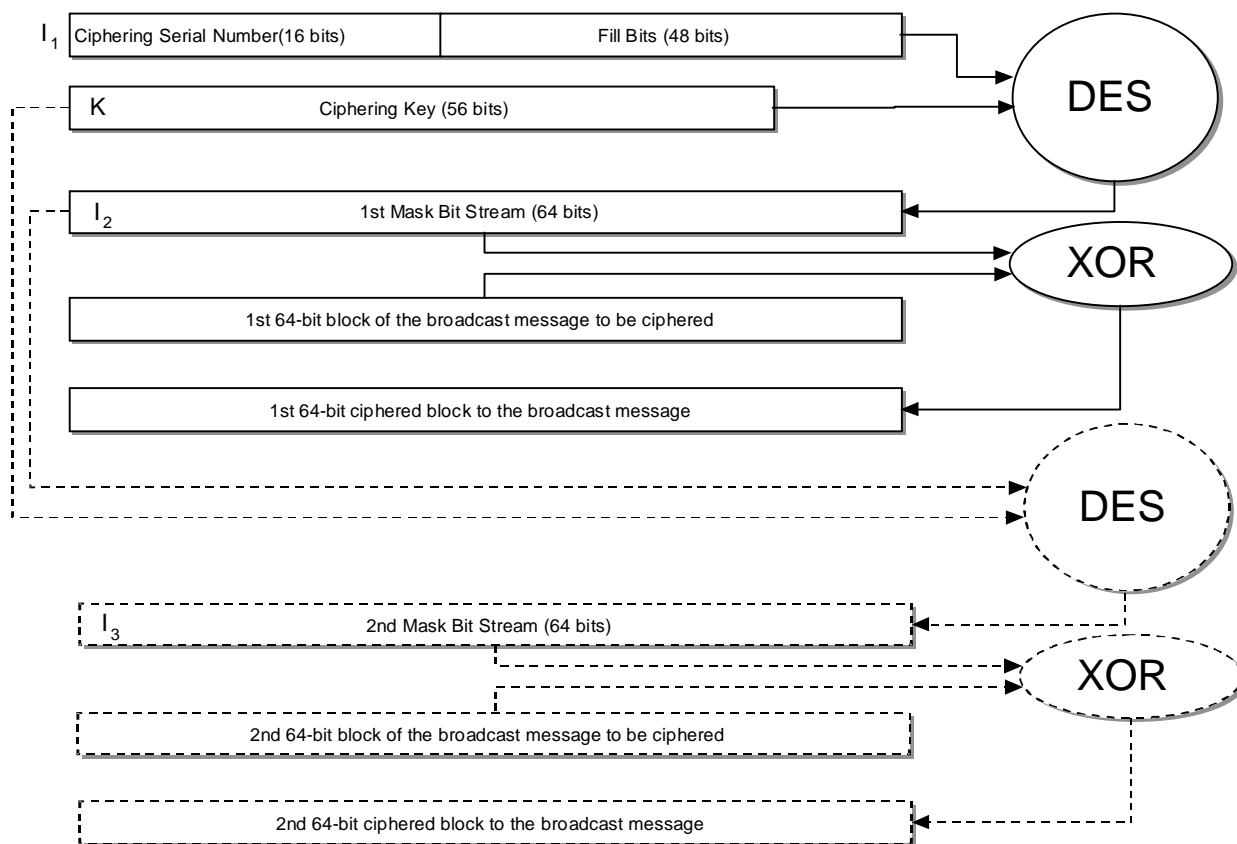 I1 Ciphering Serial Number(16 bits) Fill Bits (48 bits)
DES
K Ciphering Key (56 bits)
I2 1st Mask Bit Stream (64 bits)
XOR
1st 64-bit block of the broadcast message to be ciphered
1st 64-bit ciphered block to the broadcast message
DES
I3 2nd Mask Bit Stream (64 bits)
XOR
2nd 64-bit block of the broadcast message to be ciphered
2nd 64-bit ciphered block to the broadcast message